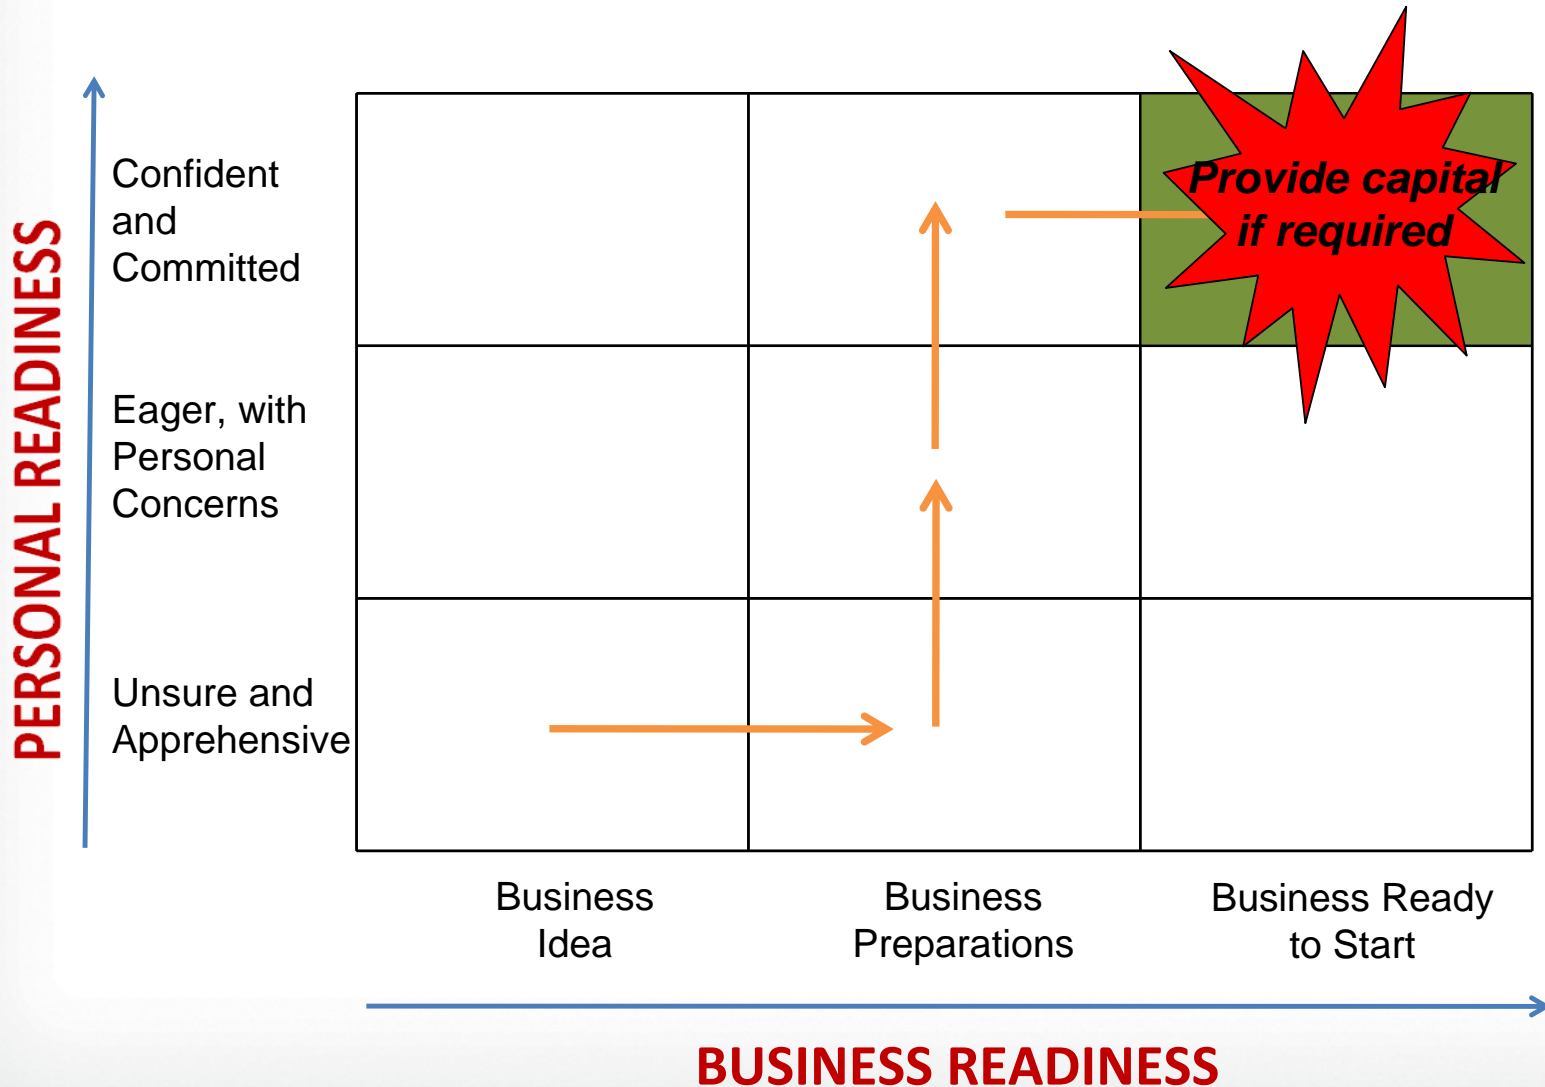 PERSONAL READINESS
Confident
and
Committed
Provide capital
if required
Eager, with
Personal
Concerns
Unsure and
Apprehensive
Business
Idea
Business
Preparations
Business Ready
to Start
BUSINESS READINESS